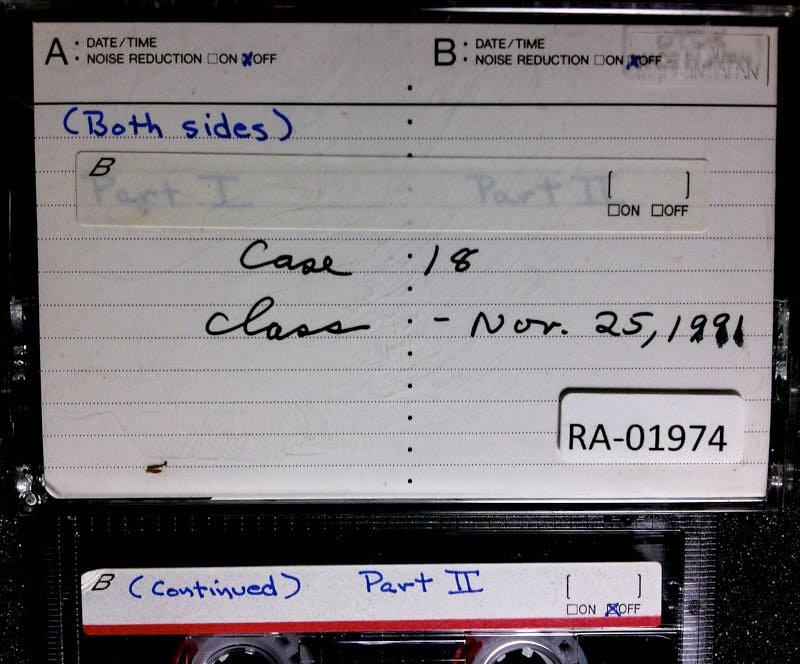 A • DATE/TIME
• NOISE REDUCTION □ON ☒OFF
B • DATE/TIME
• NOISE REDUCTION □ON ☒OFF
(Both sides)
B
Part I Part II [ ]
□ON □OFF
Case : 18
Class - Nov. 25, 1991
RA-01974
B (Continued) Part II [ ]
□ON ☒OFF